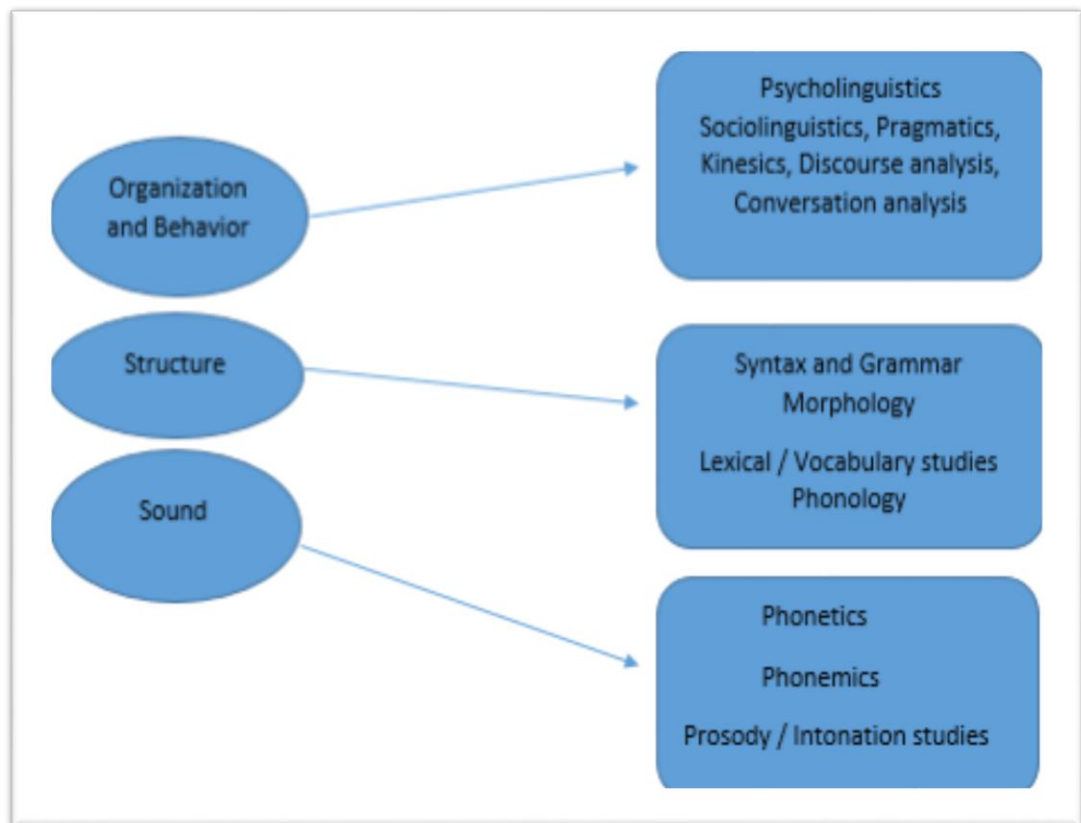 Organization
and Behavior
Psycholinguistics
Sociolinguistics, Pragmatics,
Kinesics, Discourse analysis,
Conversation analysis
Structure
Syntax and Grammar
Morphology
Lexical / Vocabulary studies
Phonology
Sound
Phonetics
Phonemics
Prosody / Intonation studies